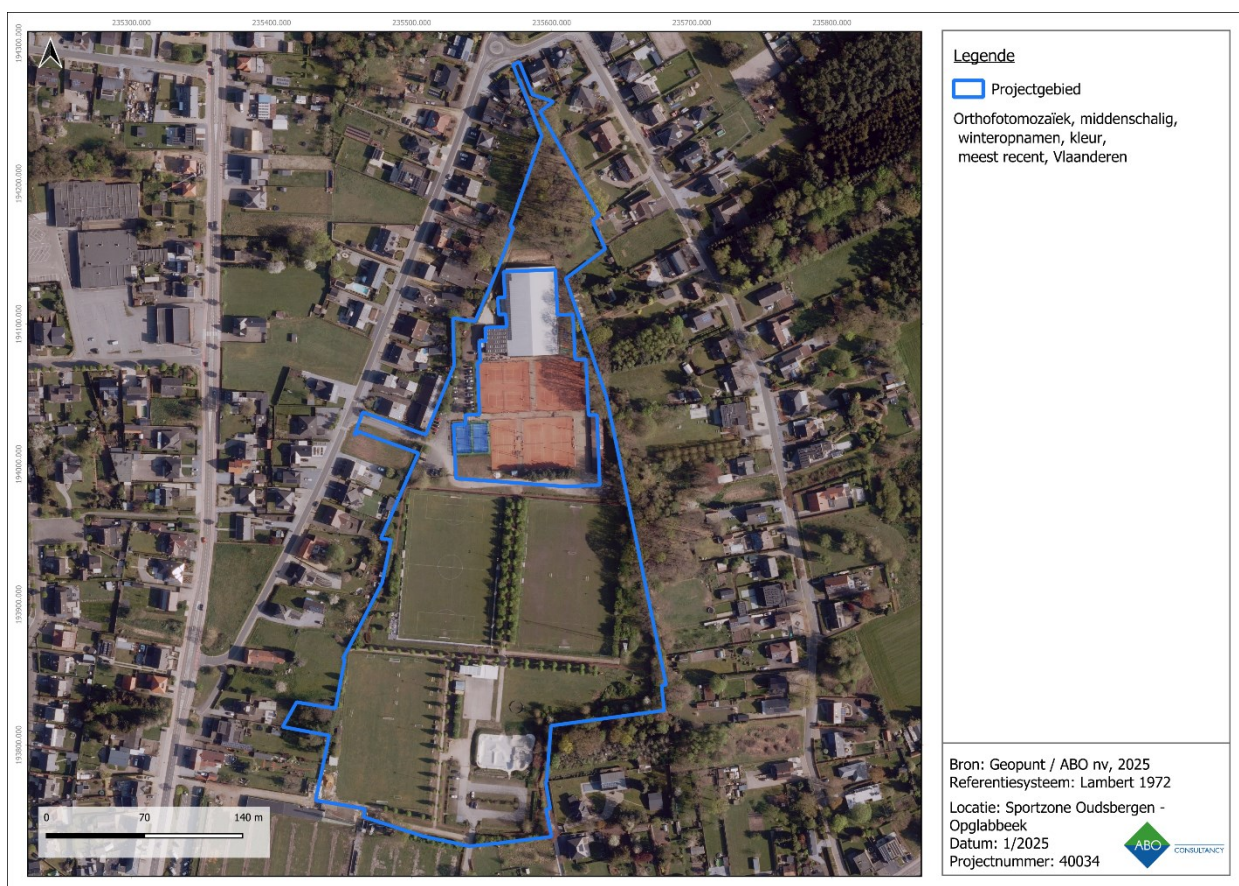 235300.000 235400.000 235500.000 235600.000 235700.000 235800.000
194300.000
194200.000
194100.000
194000.000
193900.000
193800.000
0 70 140 m
Legende
Projectgebied
Orthofotomozaïek, middenschalig,
winteropnamen, kleur,
meest recent, Vlaanderen
Bron: Geopunt / ABO nv, 2025
Referentiesysteem: Lambert 1972
Locatie: Sportzone Oudsbergen -
Opglabbeek
Datum: 1/2025
Projectnummer: 40034
ABO CONSULTANCY